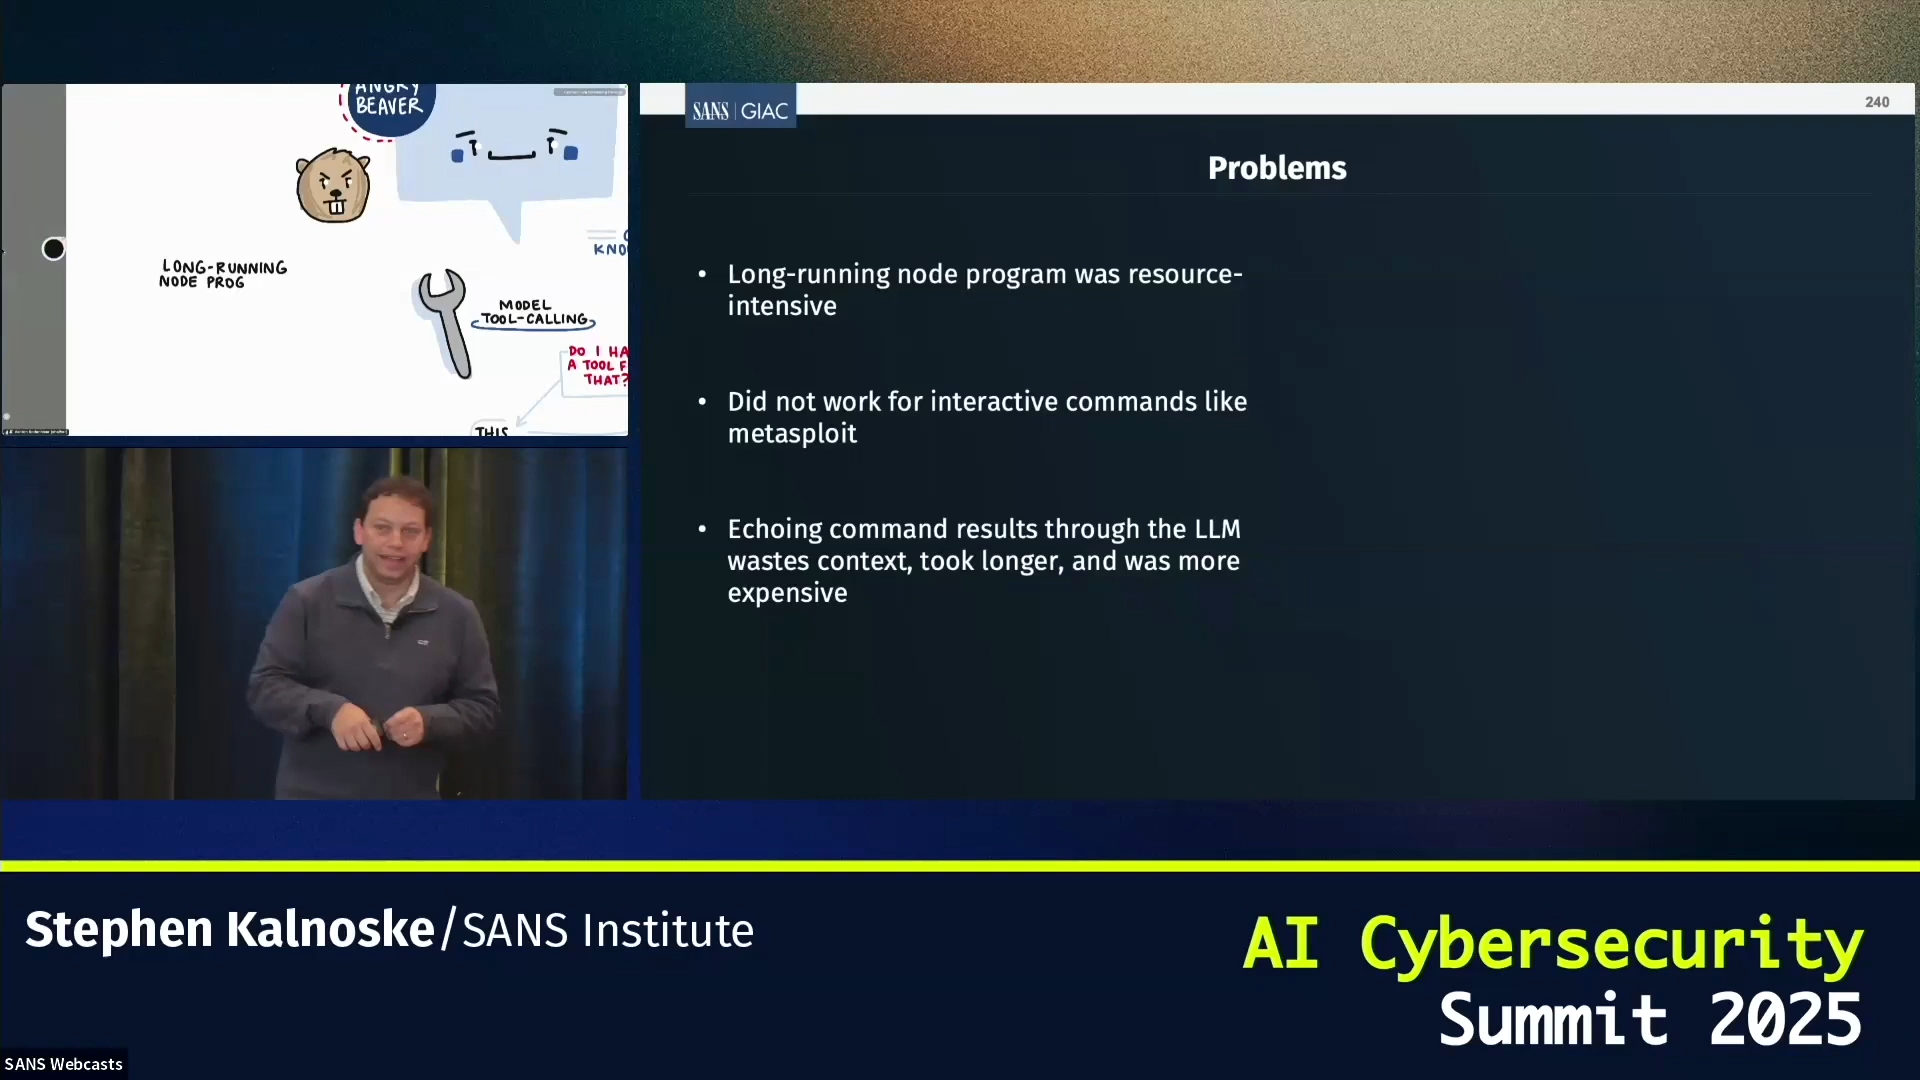 ANGRY
BEAVER
LONG-RUNNING
NODE PROG
KNO
MODEL
TOOL-CALLING
DO I HA
A TOOL F
THAT?
THIS
SANS | GIAC
240
Problems
• Long-running node program was resource-
intensive
• Did not work for interactive commands like
metasploit
• Echoing command results through the LLM
wastes context, took longer, and was more
expensive
Stephen Kalnoske/SANS Institute
AI Cybersecurity
Summit 2025
SANS Webcasts